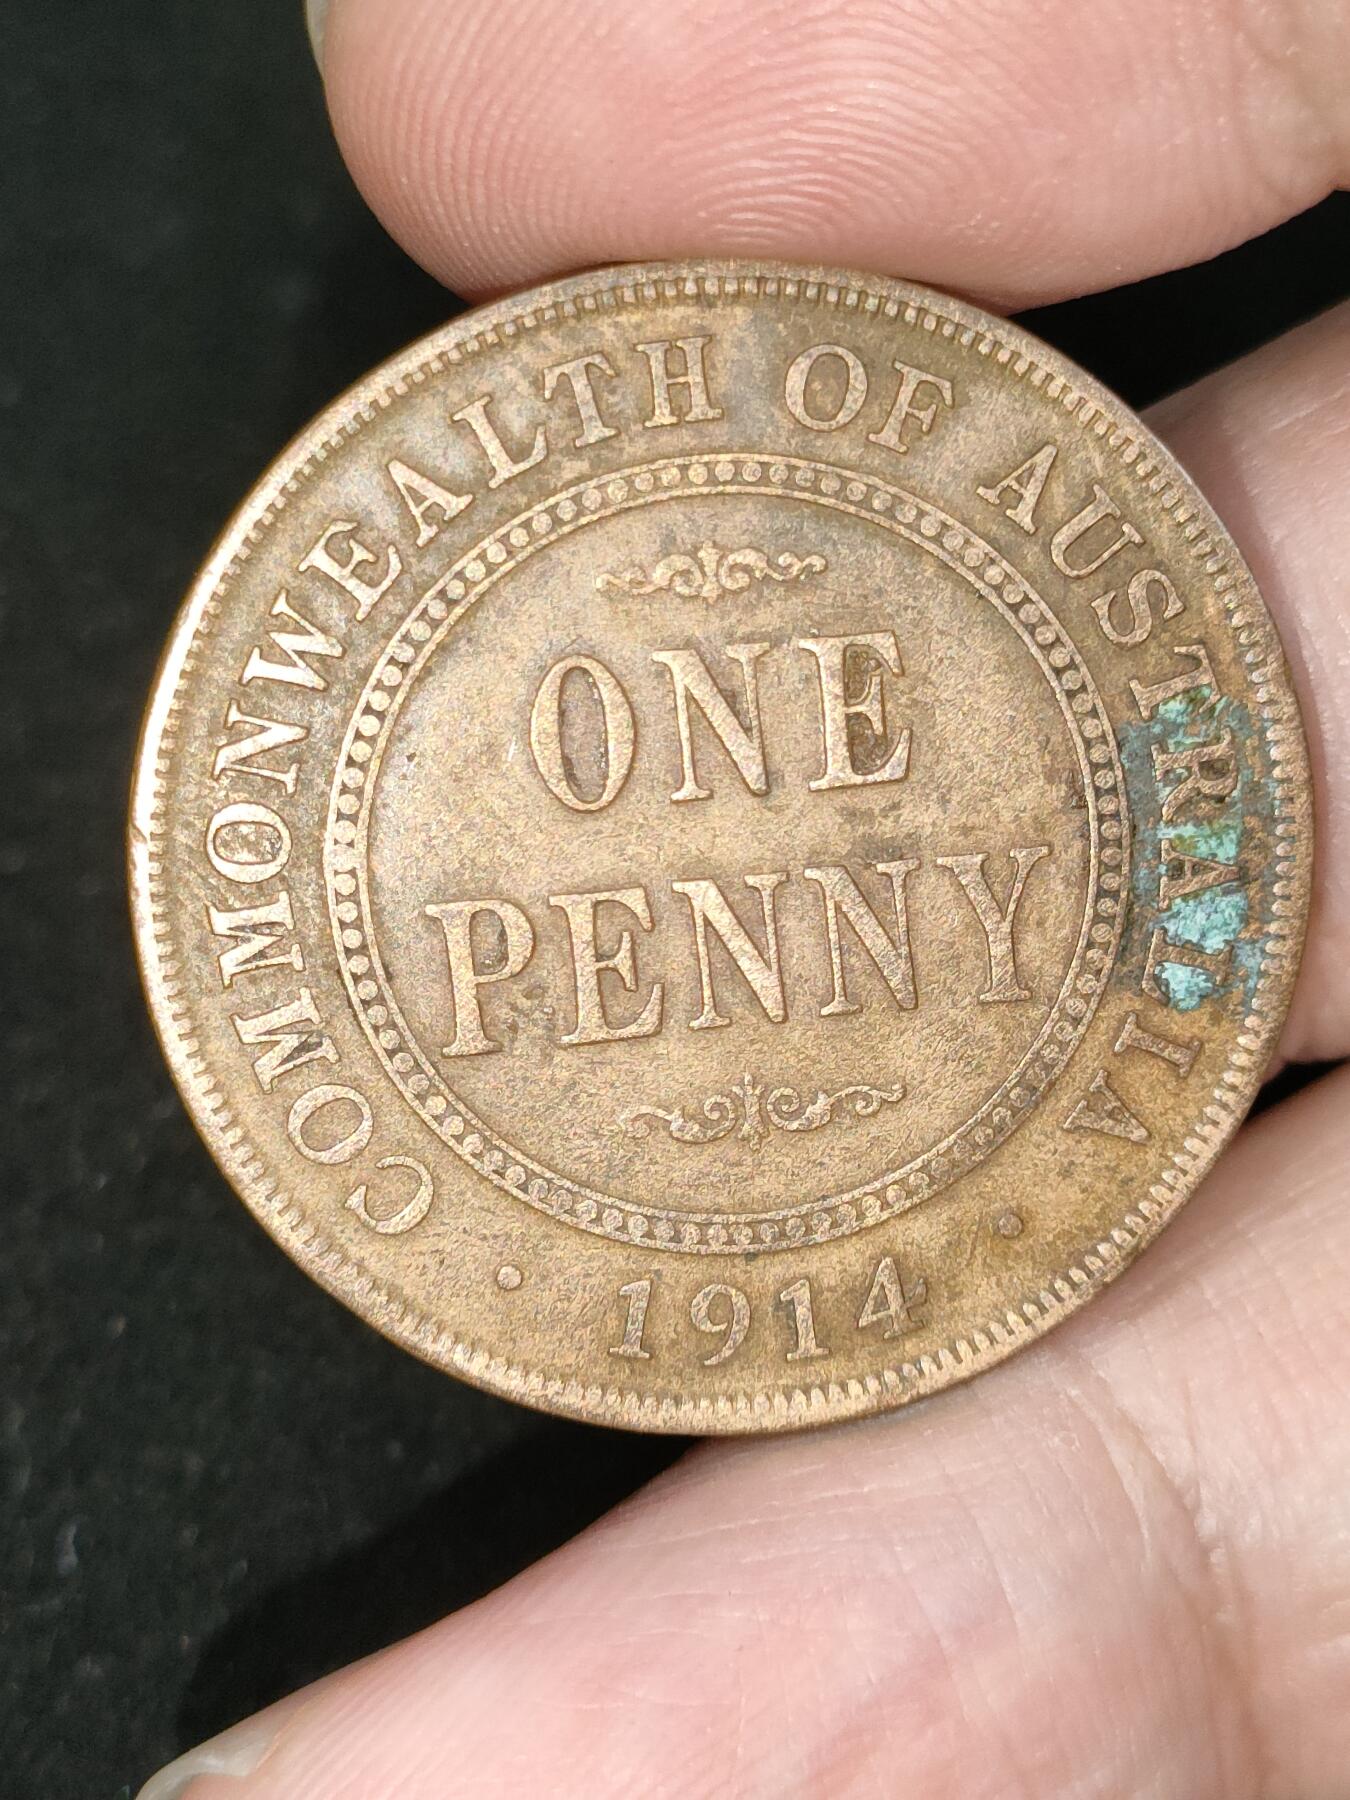 COMMONWEALTH OF AUSTRALIA
ONE
PENNY
· 1914 ·